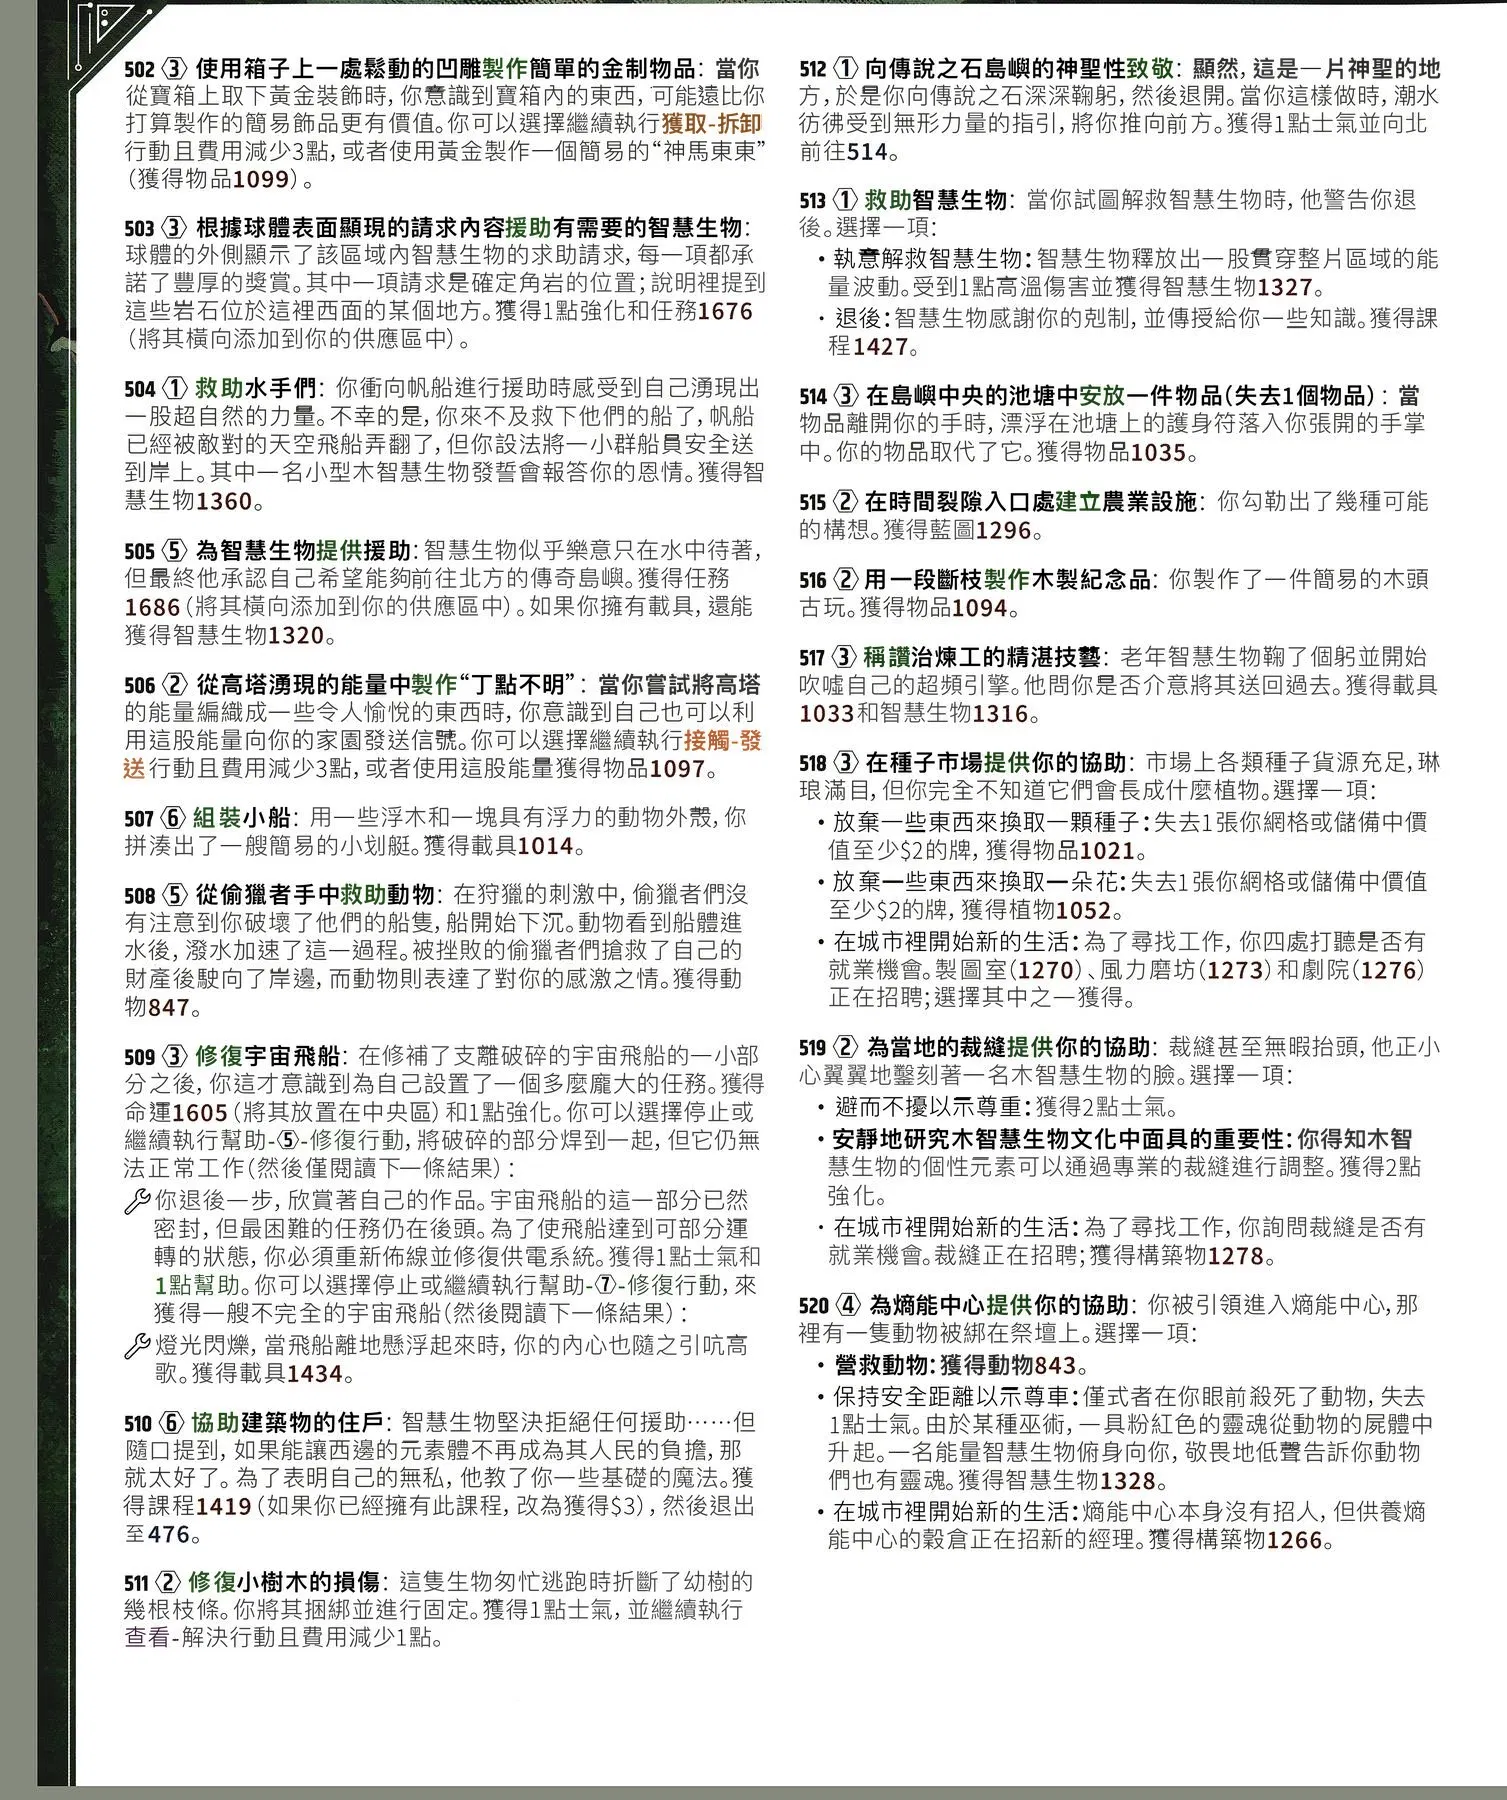 502 ③ 使用箱子上一處鬆動的凹雕製作簡單的金制物品：當你
從寶箱上取下黃金裝飾時，你意識到寶箱內的東西，可能遠比你
打算製作的簡易飾品更有價值。你可以選擇繼續執行獲取-拆卸
行動且費用減少3點，或者使用黃金製作一個簡易的“神馬東東”
（獲得物品1099）。
503 ③ 根據球體表面顯現的請求內容援助有需要的智慧生物：
球體的外側顯示了該區域內智慧生物的求助請求，每一項都承
諾了豐厚的獎賞。其中一項請求是確定角岩的位置；說明裡提到
這些岩石位於這裡西面的某個地方。獲得1點強化和任務1676
（將其橫向添加到你的供應區中）。
504 ① 救助水手們：你衝向帆船進行援助時感受到自己湧現出
一股超自然的力量。不幸的是，你來不及救下他們的船了，帆船
已經被敵對的天空飛船弄翻了，但你設法將一小群船員安全送
到岸上。其中一名小型木智慧生物發誓會報答你的恩情。獲得智
慧生物1360。
505 ⑤ 為智慧生物提供援助：智慧生物似乎樂意只在水中待著，
但最終他承認自己希望能夠前往北方的傳奇島嶼。獲得任務
1686（將其橫向添加到你的供應區中）。如果你擁有載具，還能
獲得智慧生物1320。
506 ② 從高塔湧現的能量中製作“丁點不明”：當你嘗試將高塔
的能量編織成一些令人愉悅的東西時，你意識到自己也可以利
用這股能量向你的家園發送信號。你可以選擇繼續執行接觸-發
送行動且費用減少3點，或者使用這股能量獲得物品1097。
507 ⑥ 組裝小船：用一些浮木和一塊具有浮力的動物外殼，你
拼湊出了一艘簡易的小划艇。獲得載具1014。
508 ⑤ 從偷獵者手中救助動物：在狩獵的刺激中，偷獵者們沒
有注意到你破壞了他們的船隻，船開始下沉。動物看到船體進
水後，潑水加速了這一過程。被挫敗的偷獵者們搶救了自己的
財產後駛向了岸邊，而動物則表達了對你的感激之情。獲得動
物847。
509 ③ 修復宇宙飛船：在修補了支離破碎的宇宙飛船的一小部
分之後，你這才意識到為自己設置了一個多麼龐大的任務。獲得
命運1605（將其放置在中央區）和1點強化。你可以選擇停止或
繼續執行幫助-⑤-修復行動，將破碎的部分焊到一起，但它仍無
法正常工作（然後僅閱讀下一條結果）：
你退後一步，欣賞著自己的作品。宇宙飛船的這一部分已然
密封，但最困難的任務仍在後頭。為了使飛船達到可部分運
轉的狀態，你必須重新佈線並修復供電系統。獲得1點士氣和
1點幫助。你可以選擇停止或繼續執行幫助-⑦-修復行動，來
獲得一艘不完全的宇宙飛船（然後閱讀下一條結果）：
燈光閃爍，當飛船離地懸浮起來時，你的內心也隨之引吭高
歌。獲得載具1434。
510 ⑥ 協助建築物的住戶：智慧生物堅決拒絕任何援助……但
隨口提到，如果能讓西邊的元素體不再成為其人民的負擔，那
就太好了。為了表明自己的無私，他教了你一些基礎的魔法。獲
得課程1419（如果你已經擁有此課程，改為獲得$3），然後退出
至476。
511 ② 修復小樹木的損傷：這隻生物匆忙逃跑時折斷了幼樹的
幾根枝條。你將其捆綁並進行固定。獲得1點士氣，並繼續執行
查看-解決行動且費用減少1點。
512 ① 向傳說之石島嶼的神聖性致敬：顯然，這是一片神聖的地
方，於是你向傳說之石深深鞠躬，然後退開。當你這樣做時，潮水
彷彿受到無形力量的指引，將你推向前方。獲得1點士氣並向北
前往514。
513 ① 救助智慧生物：當你試圖解救智慧生物時，他警告你退
後。選擇一項：
・執意解救智慧生物：智慧生物釋放出一股貫穿整片區域的能
量波動。受到1點高溫傷害並獲得智慧生物1327。
・退後：智慧生物感謝你的剋制，並傳授給你一些知識。獲得課
程1427。
514 ③ 在島嶼中央的池塘中安放一件物品（失去1個物品）：當
物品離開你的手時，漂浮在池塘上的護身符落入你張開的手掌
中。你的物品取代了它。獲得物品1035。
515 ② 在時間裂隙入口處建立農業設施：你勾勒出了幾種可能
的構想。獲得藍圖1296。
516 ② 用一段斷枝製作木製紀念品：你製作了一件簡易的木頭
古玩。獲得物品1094。
517 ③ 稱讚治煉工的精湛技藝：老年智慧生物鞠了個躬並開始
吹噓自己的超頻引擎。他問你是否介意將其送回過去。獲得載具
1033和智慧生物1316。
518 ③ 在種子市場提供你的協助：市場上各類種子貨源充足，琳
琅滿目，但你完全不知道它們會長成什麼植物。選擇一項：
・放棄一些東西來換取一顆種子：失去1張你網格或儲備中價
值至少$2的牌，獲得物品1021。
・放棄一些東西來換取一朵花：失去1張你網格或儲備中價值
至少$2的牌，獲得植物1052。
・在城市裡開始新的生活：為了尋找工作，你四處打聽是否有
就業機會。製圖室（1270）、風力磨坊（1273）和劇院（1276）
正在招聘；選擇其中之一獲得。
519 ② 為當地的裁縫提供你的協助：裁縫甚至無暇抬頭，他正小
心翼翼地鑿刻著一名木智慧生物的臉。選擇一項：
・避而不擾以示尊重：獲得2點士氣。
・安靜地研究木智慧生物文化中面具的重要性：你得知木智
慧生物的個性元素可以通過專業的裁縫進行調整。獲得2點
強化。
・在城市裡開始新的生活：為了尋找工作，你詢問裁縫是否有
就業機會。裁縫正在招聘；獲得構築物1278。
520 ④ 為熵能中心提供你的協助：你被引領進入熵能中心，那
裡有一隻動物被綁在祭壇上。選擇一項：
・營救動物：獲得動物843。
・保持安全距離以示尊車：僅式者在你眼前殺死了動物，失去
1點士氣。由於某種巫術，一具粉紅色的靈魂從動物的屍體中
升起。一名能量智慧生物俯身向你，敬畏地低聲告訴你動物
們也有靈魂。獲得智慧生物1328。
・在城市裡開始新的生活：熵能中心本身沒有招人，但供養熵
能中心的穀倉正在招新的經理。獲得構築物1266。